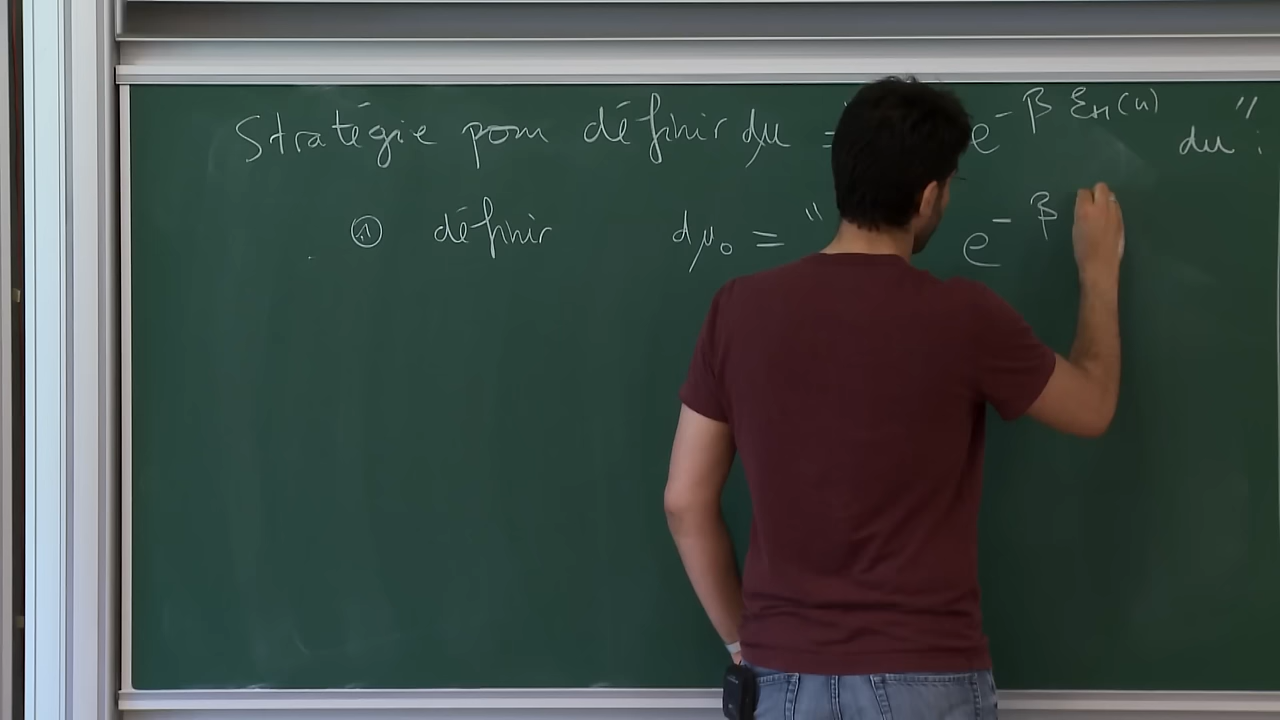 Stratégie pour définir dμ = e^{-β ℰ_H(u)} du" :
① définir dμ₀ = " e^{-β